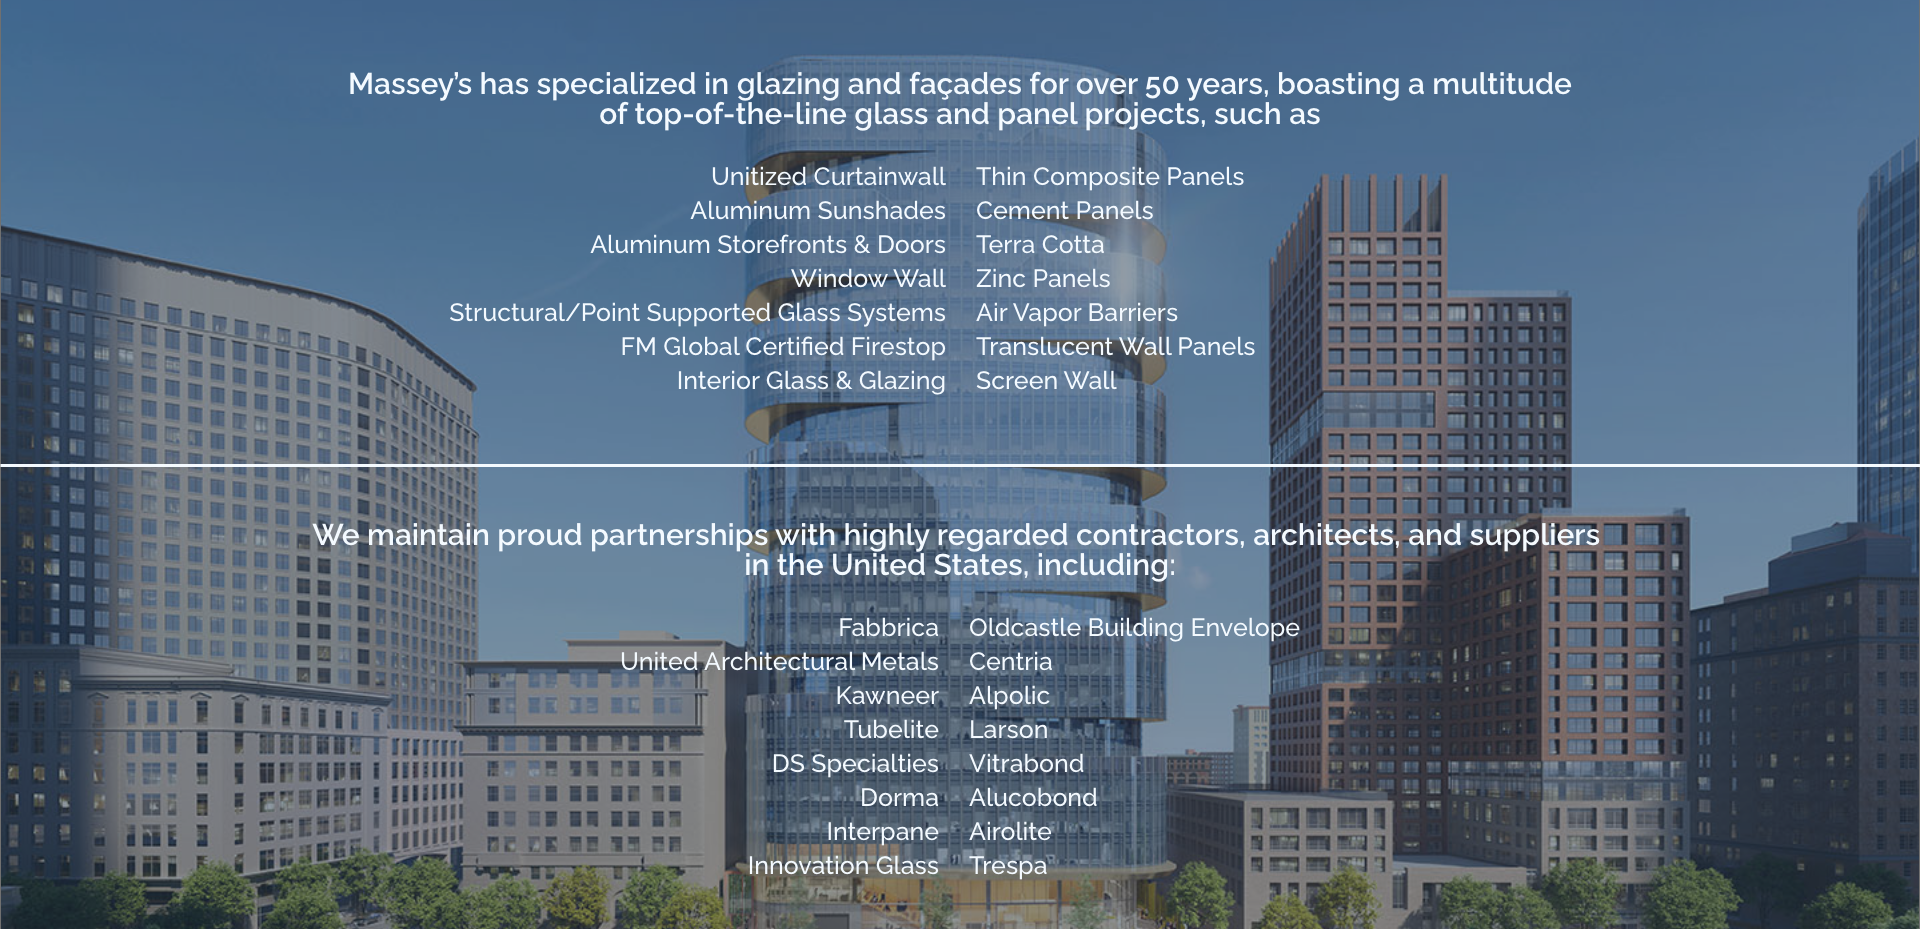 Massey’s has specialized in glazing and façades for over 50 years, boasting a multitude
of top-of-the-line glass and panel projects, such as
Unitized Curtainwall
Aluminum Sunshades
Aluminum Storefronts & Doors
Window Wall
Structural/Point Supported Glass Systems
FM Global Certified Firestop
Interior Glass & Glazing
Thin Composite Panels
Cement Panels
Terra Cotta
Zinc Panels
Air Vapor Barriers
Translucent Wall Panels
Screen Wall
We maintain proud partnerships with highly regarded contractors, architects, and suppliers
in the United States, including:
Fabbrica
United Architectural Metals
Kawneer
Tubelite
DS Specialties
Dorma
Interpane
Innovation Glass
Oldcastle Building Envelope
Centria
Alpolic
Larson
Vitrabond
Alucobond
Airolite
Trespa